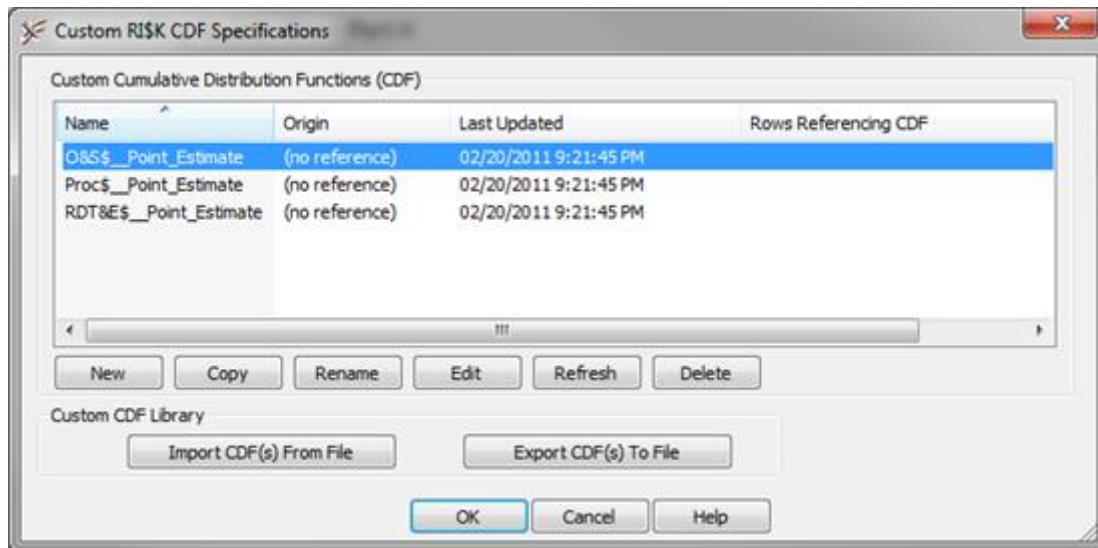 Custom RI$K CDF Specifications
Custom Cumulative Distribution Functions (CDF)
Name Origin Last Updated Rows Referencing CDF
O&S$__Point_Estimate (no reference) 02/20/2011 9:21:45 PM
Proc$__Point_Estimate (no reference) 02/20/2011 9:21:45 PM
RDT&E$__Point_Estimate (no reference) 02/20/2011 9:21:45 PM
New Copy Rename Edit Refresh Delete
Custom CDF Library
Import CDF(s) From File Export CDF(s) To File
OK Cancel Help